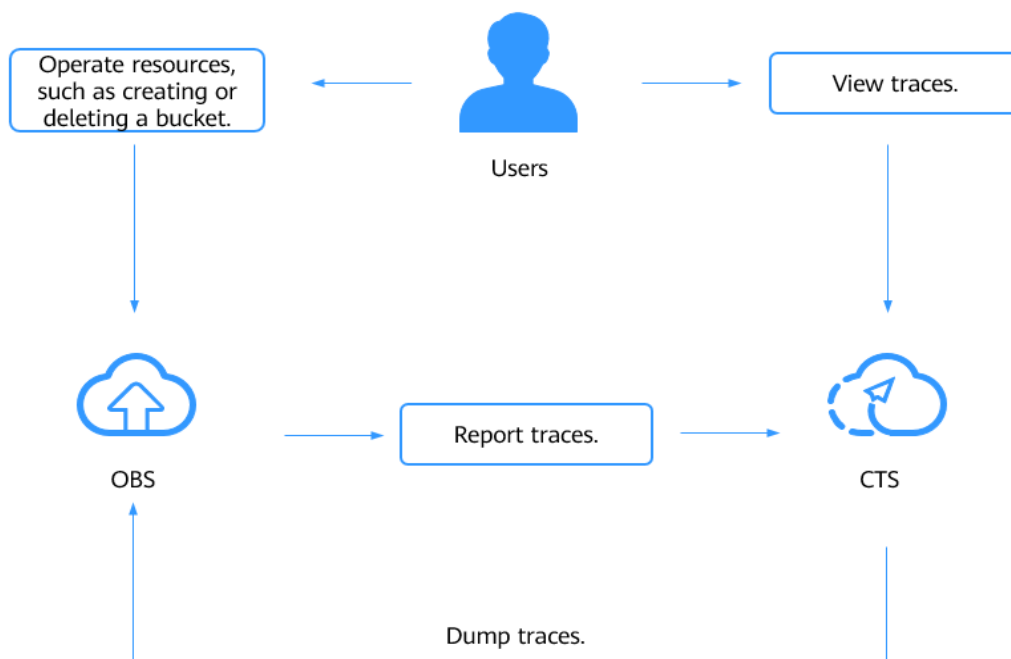 Operate resources,
such as creating or
deleting a bucket.
View traces.
Users
Report traces.
OBS
CTS
Dump traces.